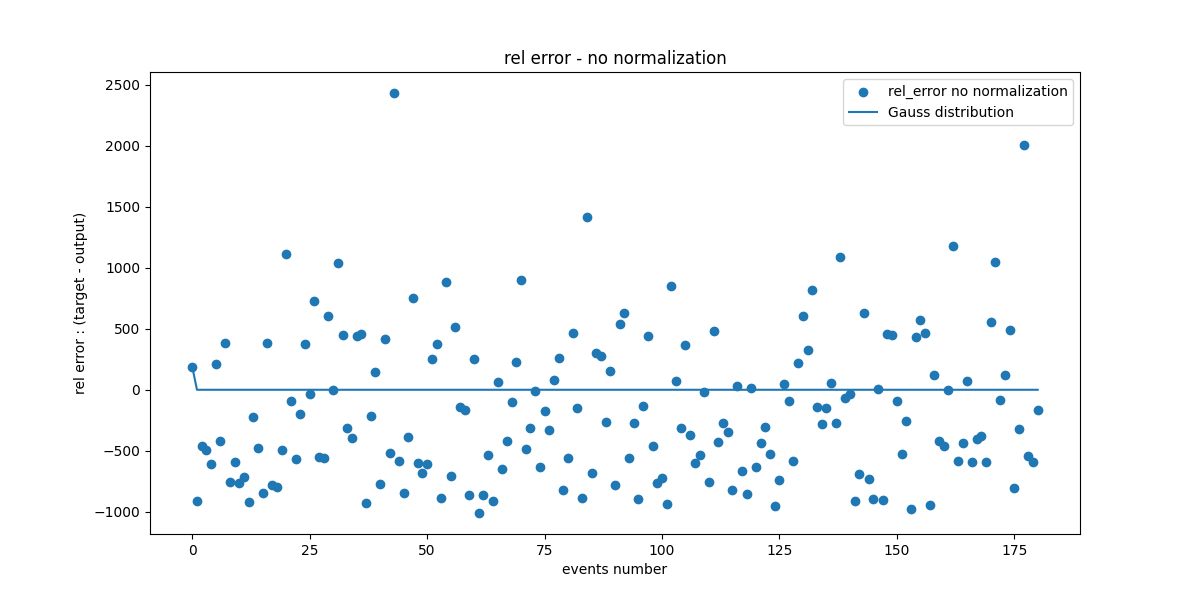 rel error - no normalization
rel_error no normalization
Gauss distribution
2500
2000
1500
1000
500
0
−500
−1000
rel error : (target - output)
0 25 50 75 100 125 150 175
events number